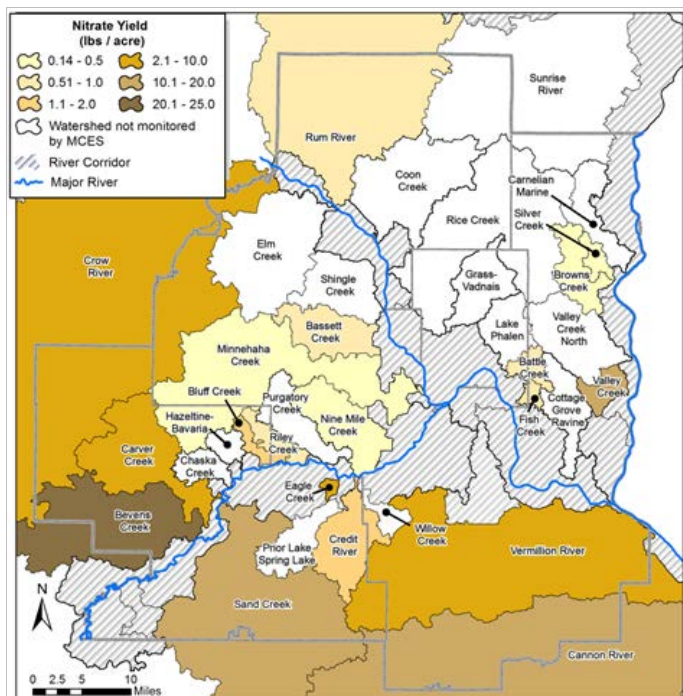 Nitrate Yield
(lbs / acre)
0.14 - 0.5
2.1 - 10.0
0.51 - 1.0
10.1 - 20.0
1.1 - 2.0
20.1 - 25.0
Watershed not monitored
by MCES
River Corridor
Major River
Sunrise
River
Rum River
Coon
Creek
Carnelian
Marine
Rice Creek
Silver
Creek
Elm
Creek
Crow
River
Grass-
Vadnais
Browns
Creek
Shingle
Creek
Bassett
Creek
Lake
Phalen
Valley
Creek
North
Minnehaha
Creek
Battle
Creek
Valley
Creek
Bluff Creek
Purgatory
Creek
Cottage
Grove
Ravine
Hazeltine-
Bavaria
Nine Mile
Creek
Fish
Creek
Riley
Creek
Carver
Creek
Chaska
Creek
Eagle
Creek
Bevens
Creek
Willow
Creek
Credit
River
Vermillion River
Prior Lake
Spring Lake
Sand Creek
Cannon River
N
0 2.5 5 10
Miles